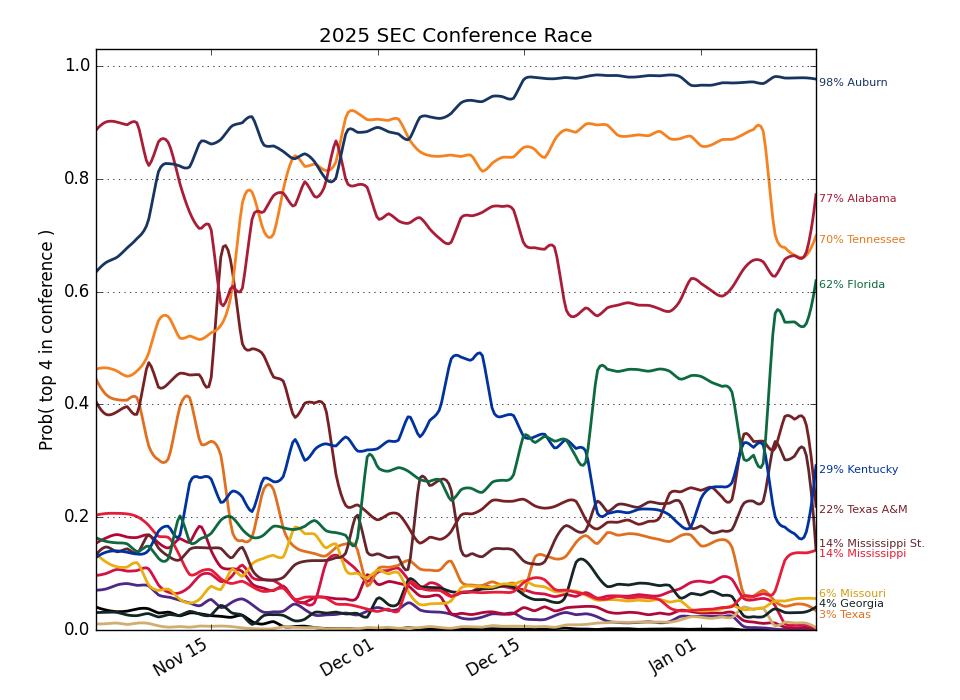 2025 SEC Conference Race
Prob( top 4 in conference )
1.0
0.8
0.6
0.4
0.2
0.0
Nov 15
Dec 01
Dec 15
Jan 01
98% Auburn
77% Alabama
70% Tennessee
62% Florida
29% Kentucky
22% Texas A&M
14% Mississippi St.
14% Mississippi
6% Missouri
4% Georgia
3% Texas